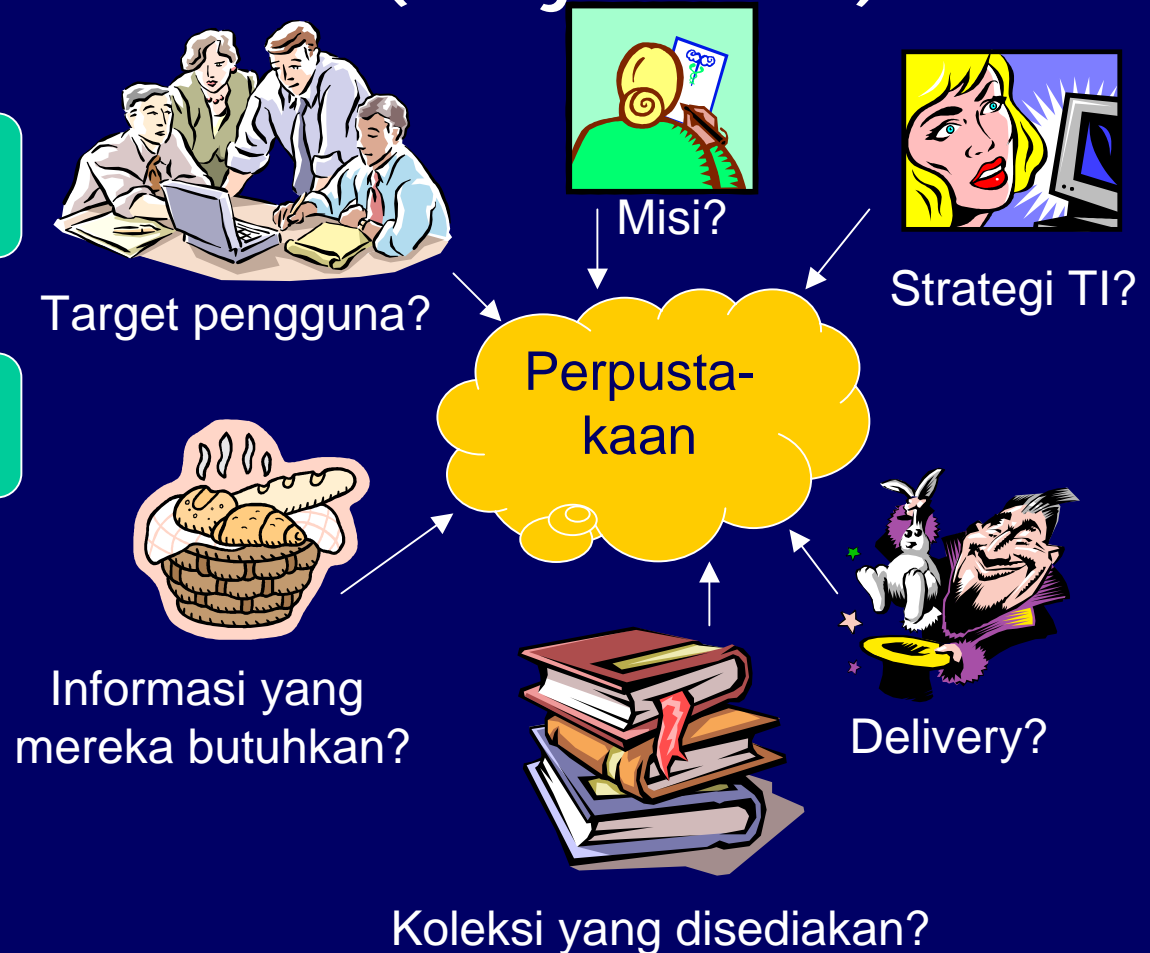 Misi?
Strategi TI?
Target pengguna?
Perpusta-
kaan
Informasi yang
mereka butuhkan?
Delivery?
Koleksi yang disediakan?